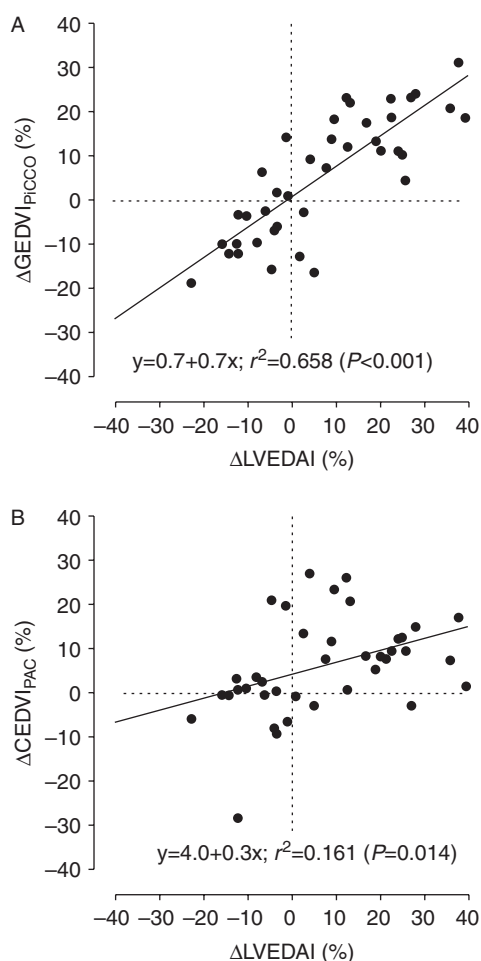 A
40
30
20
10
0
–10
–20
–30
–40
ΔGEDVIPiCCO (%)
y=0.7+0.7x; r²=0.658 (P<0.001)
–40 –30 –20 –10 0 10 20 30 40
ΔLVEDAI (%)
B
40
30
20
10
0
–10
–20
–30
–40
ΔCEDVIPAC (%)
y=4.0+0.3x; r²=0.161 (P=0.014)
–40 –30 –20 –10 0 10 20 30 40
ΔLVEDAI (%)